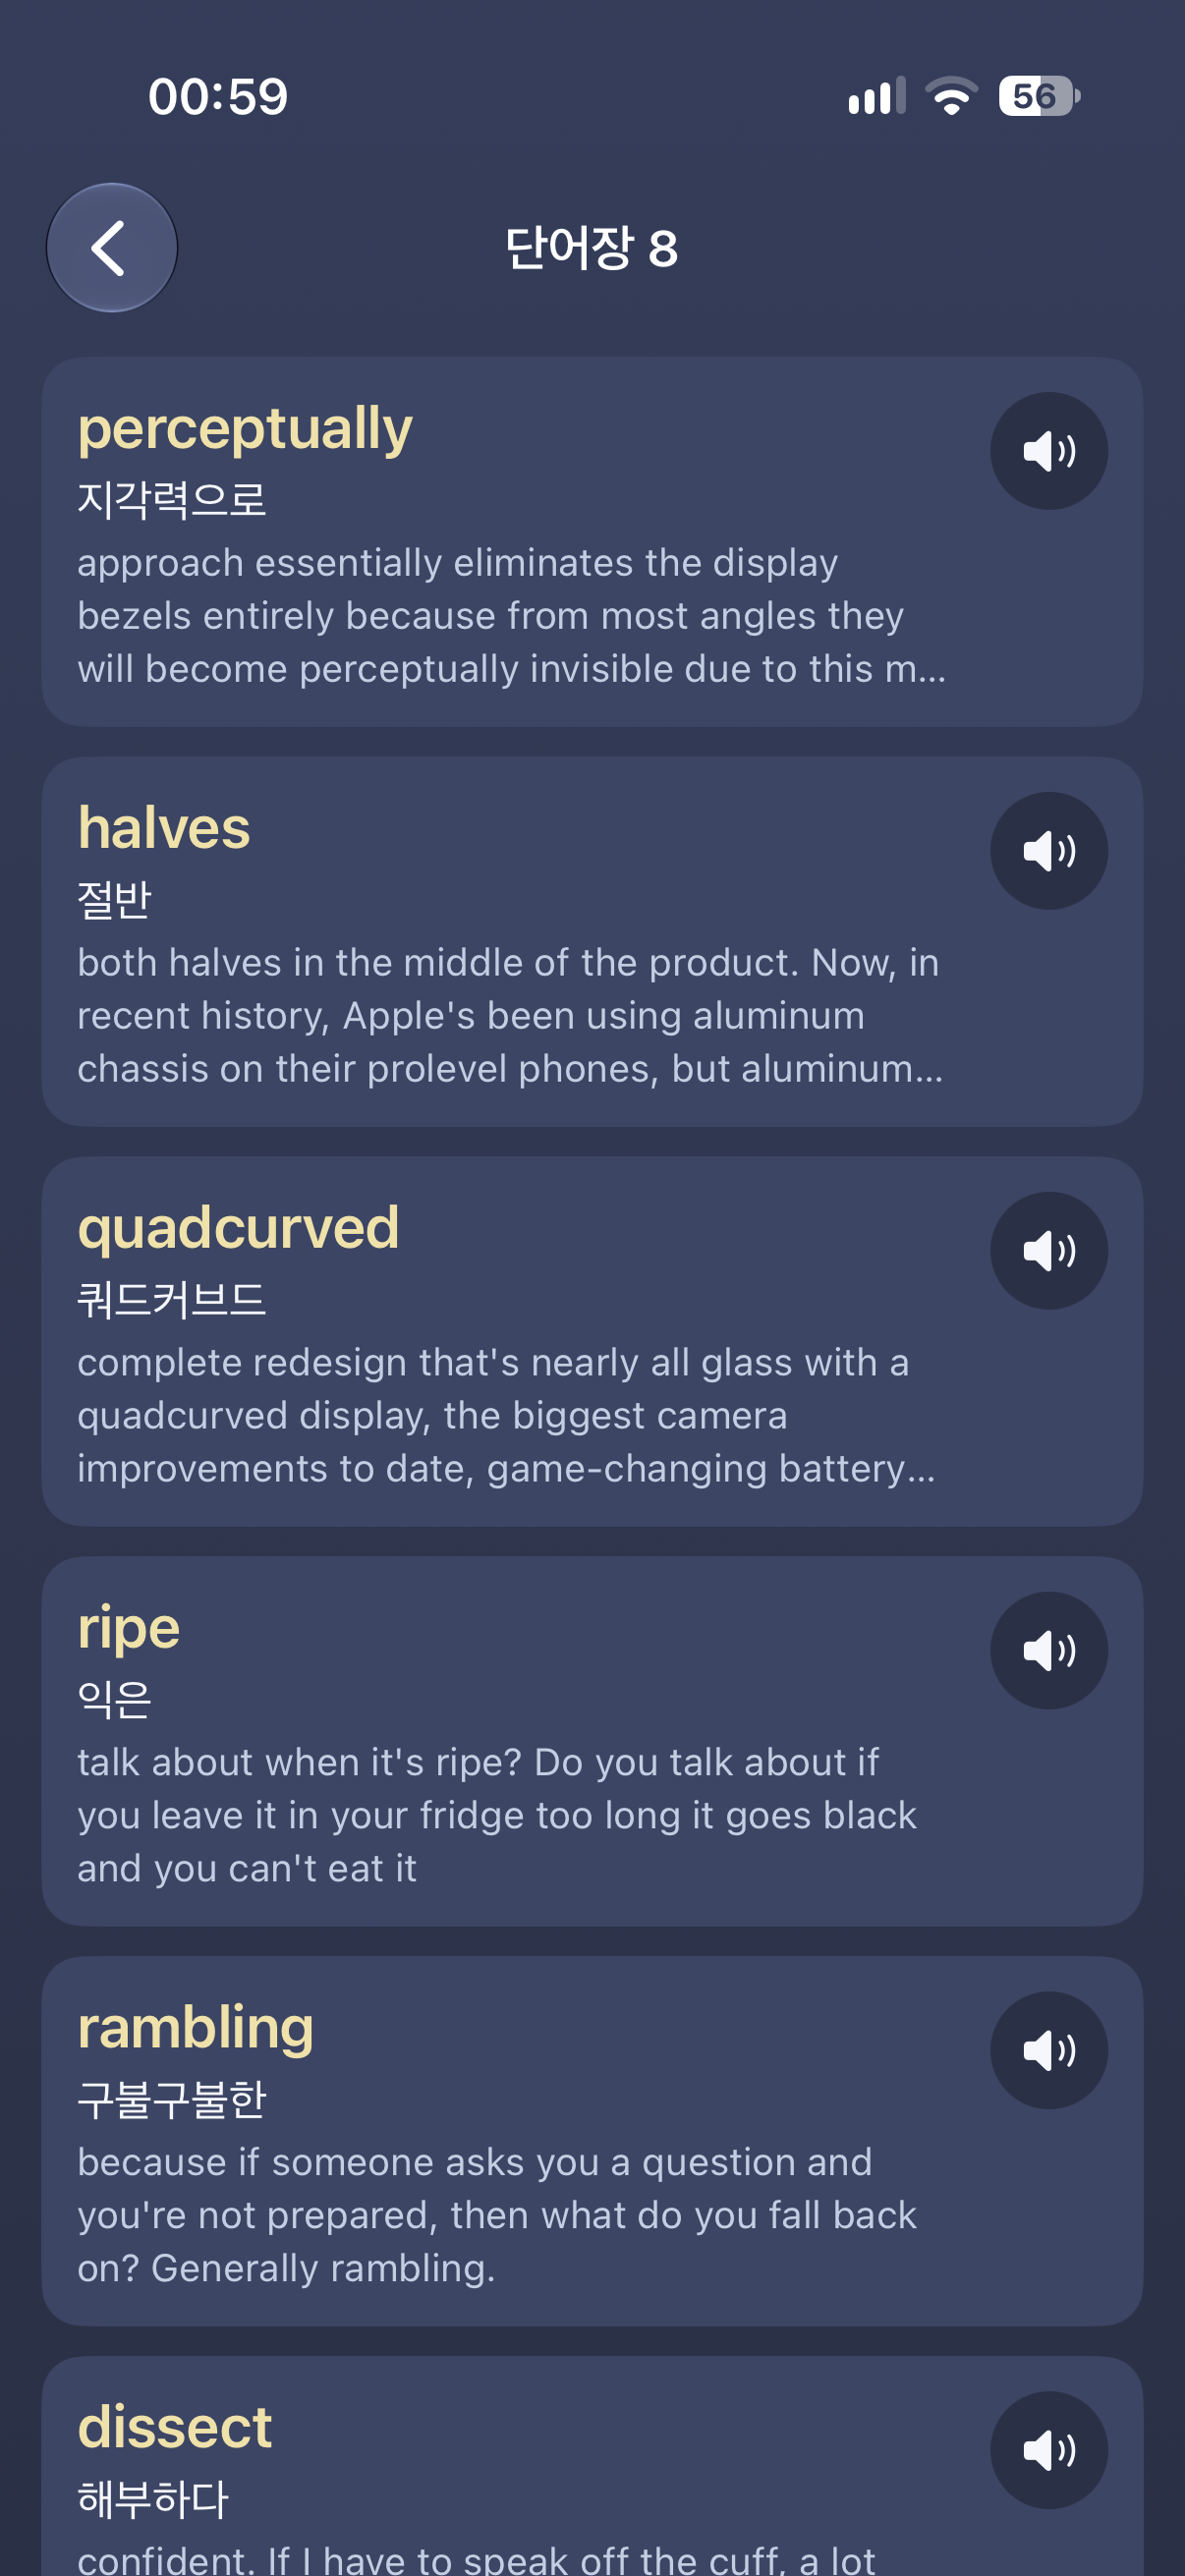 00:59
56
단어장 8
perceptually
지각력으로
approach essentially eliminates the display
bezels entirely because from most angles they
will become perceptually invisible due to this m...
halves
절반
both halves in the middle of the product. Now, in
recent history, Apple's been using aluminum
chassis on their prolevel phones, but aluminum...
quadcurved
쿼드커브드
complete redesign that's nearly all glass with a
quadcurved display, the biggest camera
improvements to date, game-changing battery...
ripe
익은
talk about when it's ripe? Do you talk about if
you leave it in your fridge too long it goes black
and you can't eat it
rambling
구불구불한
because if someone asks you a question and
you're not prepared, then what do you fall back
on? Generally rambling.
dissect
해부하다
confident. If I have to speak off the cuff, a lot